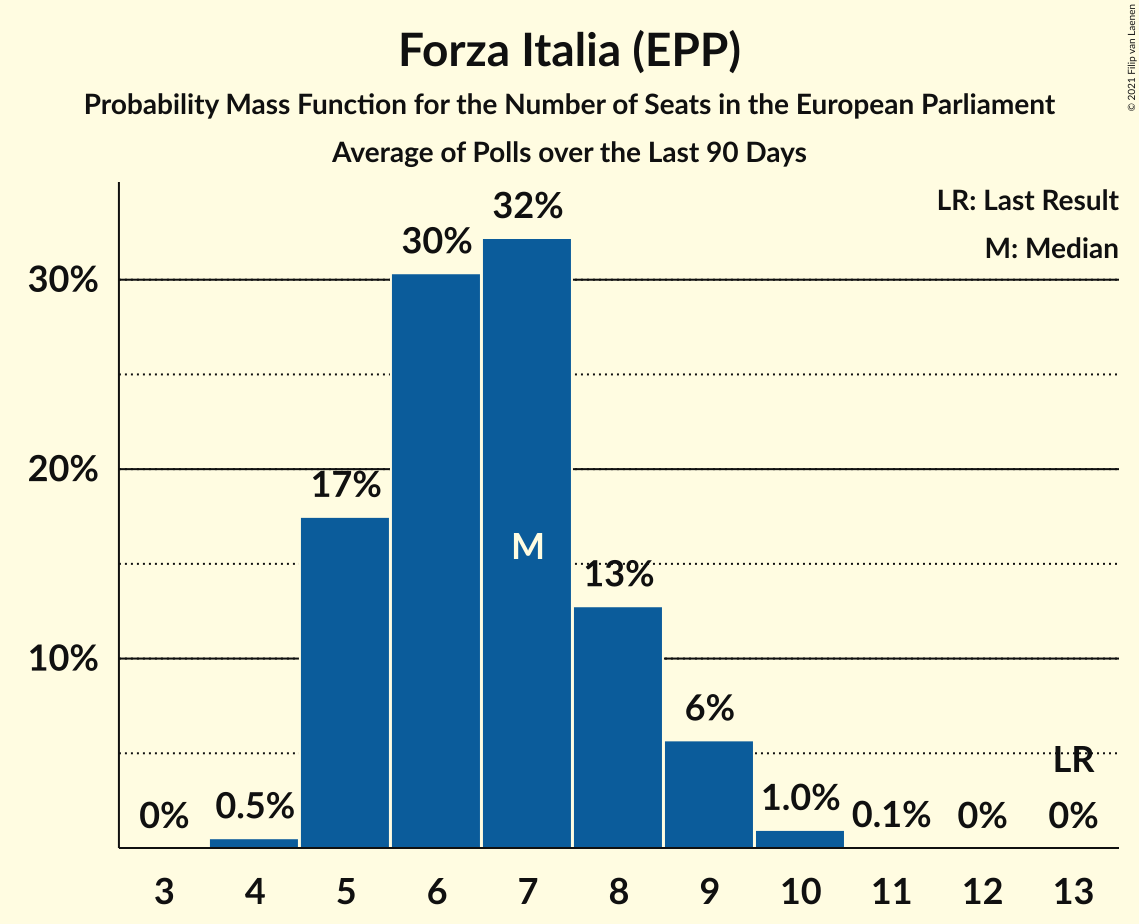 Forza Italia (EPP)
Probability Mass Function for the Number of Seats in the European Parliament
Average of Polls over the Last 90 Days
© 2021 Filip van Laenen
LR: Last Result
M: Median
32%
30%
30%
20%
17%
M
13%
10%
6%
LR
0%
0.5%
1.0%
0.1%
0%
0%
3 4 5 6 7 8 9 10 11 12 13